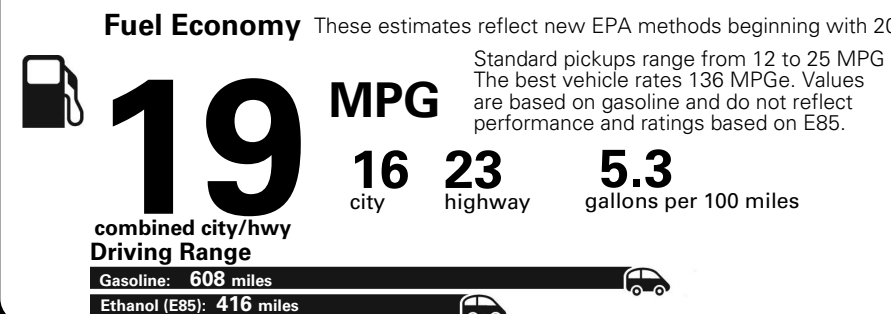 Fuel Economy These estimates reflect new EPA methods beginning with
Standard pickups range from 12 to 25 MPG
The best vehicle rates 136 MPGe. Values
are based on gasoline and do not reflect
performance and ratings based on E85.
19 MPG
combined city/hwy
16 city
23 highway
5.3 gallons per 100 miles
Driving Range
Gasoline: 608 miles
Ethanol (E85): 416 miles